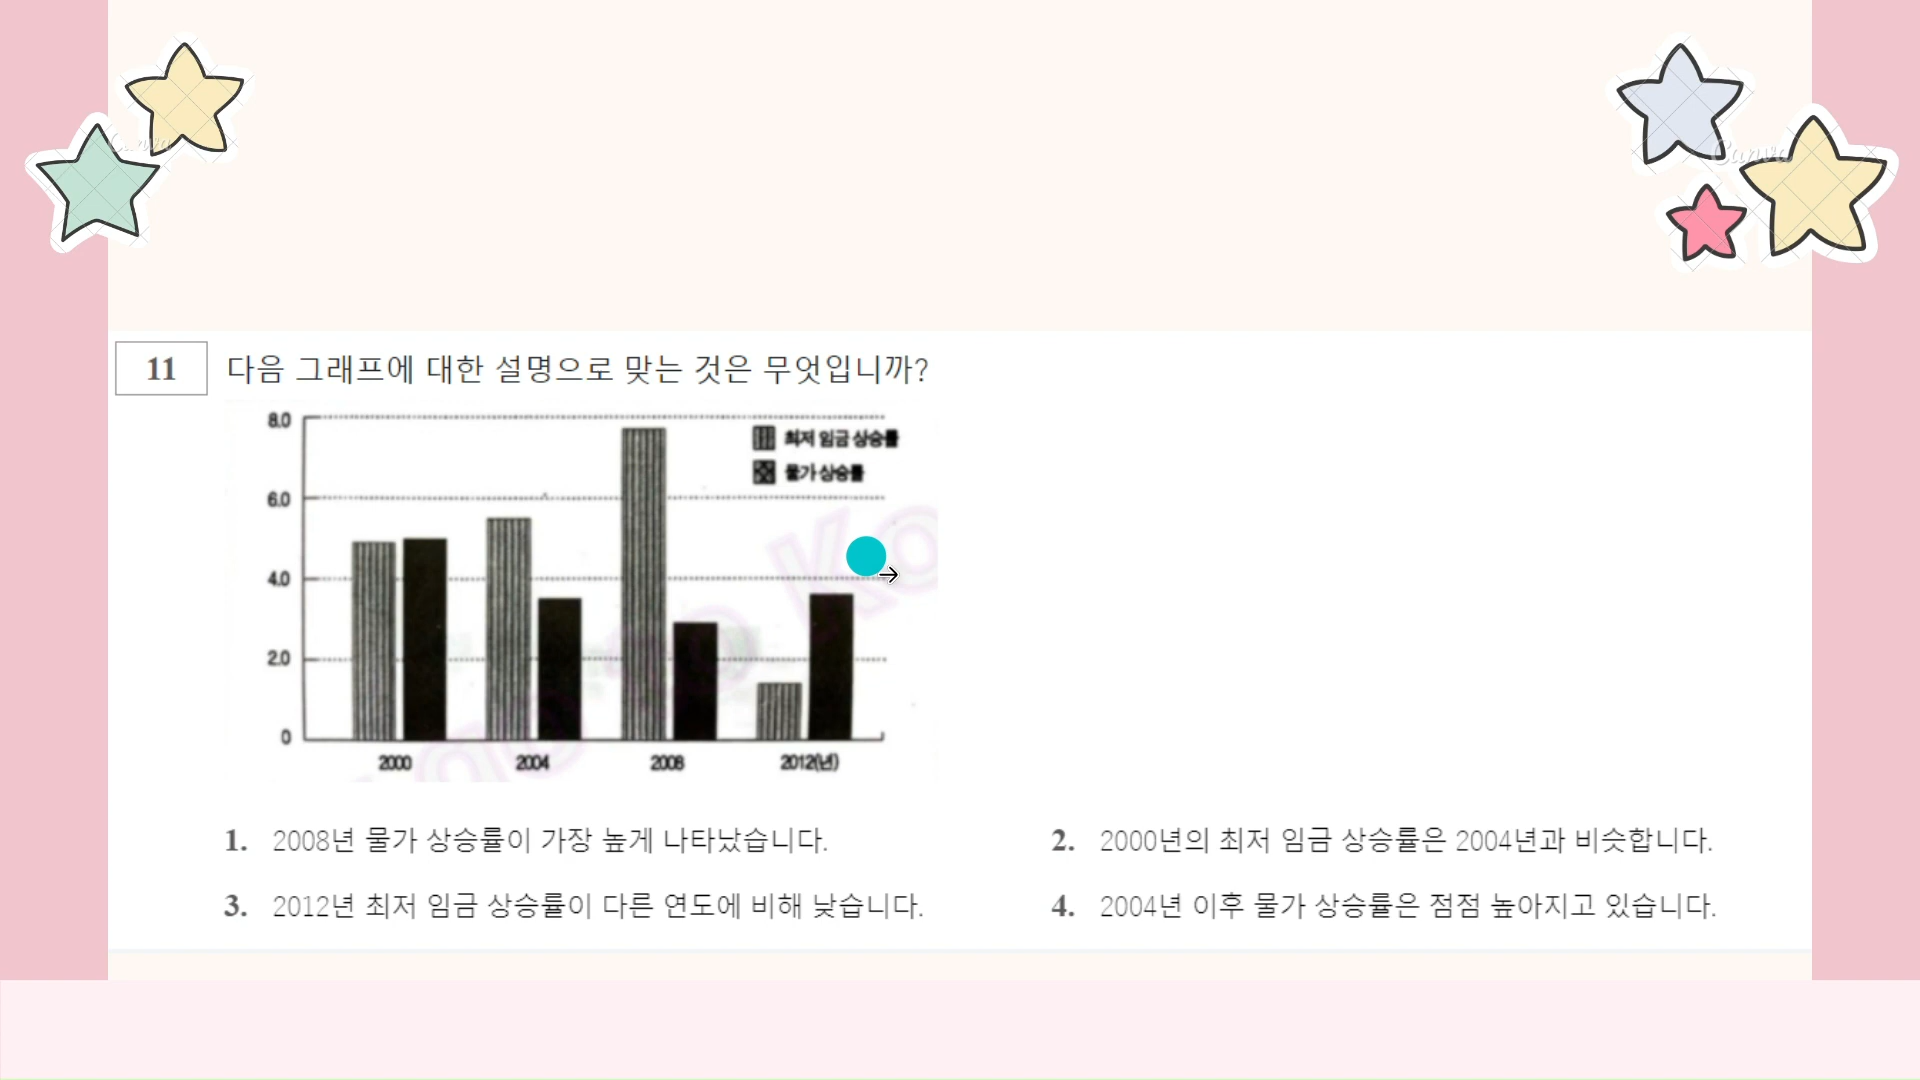 Canva
Canva
11 다음 그래프에 대한 설명으로 맞는 것은 무엇입니까?
8.0
최저 임금 상승률
물가 상승률
6.0
4.0
2.0
0
2000 2004 2008 2012(년)
1. 2008년 물가 상승률이 가장 높게 나타났습니다.
2. 2000년의 최저 임금 상승률은 2004년과 비슷합니다.
3. 2012년 최저 임금 상승률이 다른 연도에 비해 낮습니다.
4. 2004년 이후 물가 상승률은 점점 높아지고 있습니다.